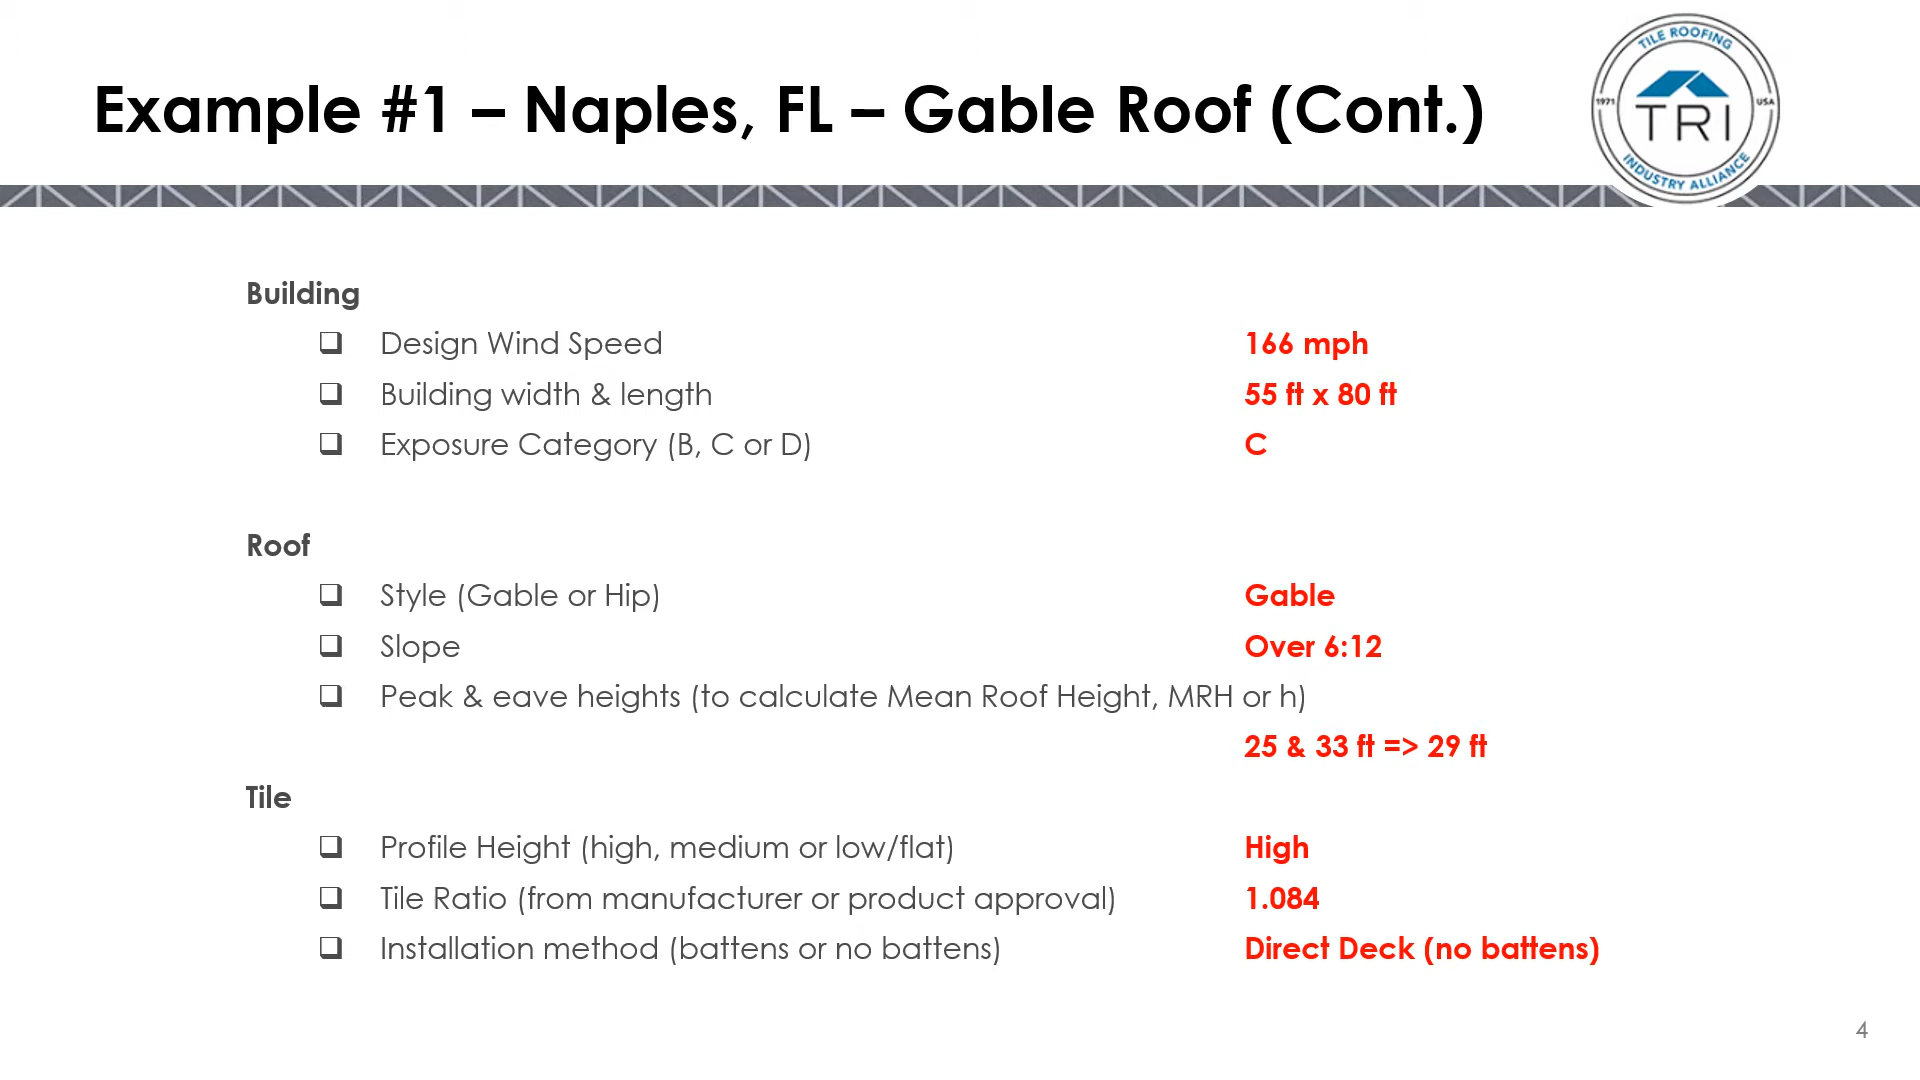 Example #1 – Naples, FL – Gable Roof (Cont.)
TILE ROOFING
1971
USA
TRI
INDUSTRY ALLIANCE
Building
❑ Design Wind Speed 166 mph
❑ Building width & length 55 ft x 80 ft
❑ Exposure Category (B, C or D) C
Roof
❑ Style (Gable or Hip) Gable
❑ Slope Over 6:12
❑ Peak & eave heights (to calculate Mean Roof Height, MRH or h)
25 & 33 ft => 29 ft
Tile
❑ Profile Height (high, medium or low/flat) High
❑ Tile Ratio (from manufacturer or product approval) 1.084
❑ Installation method (battens or no battens) Direct Deck (no battens)
4